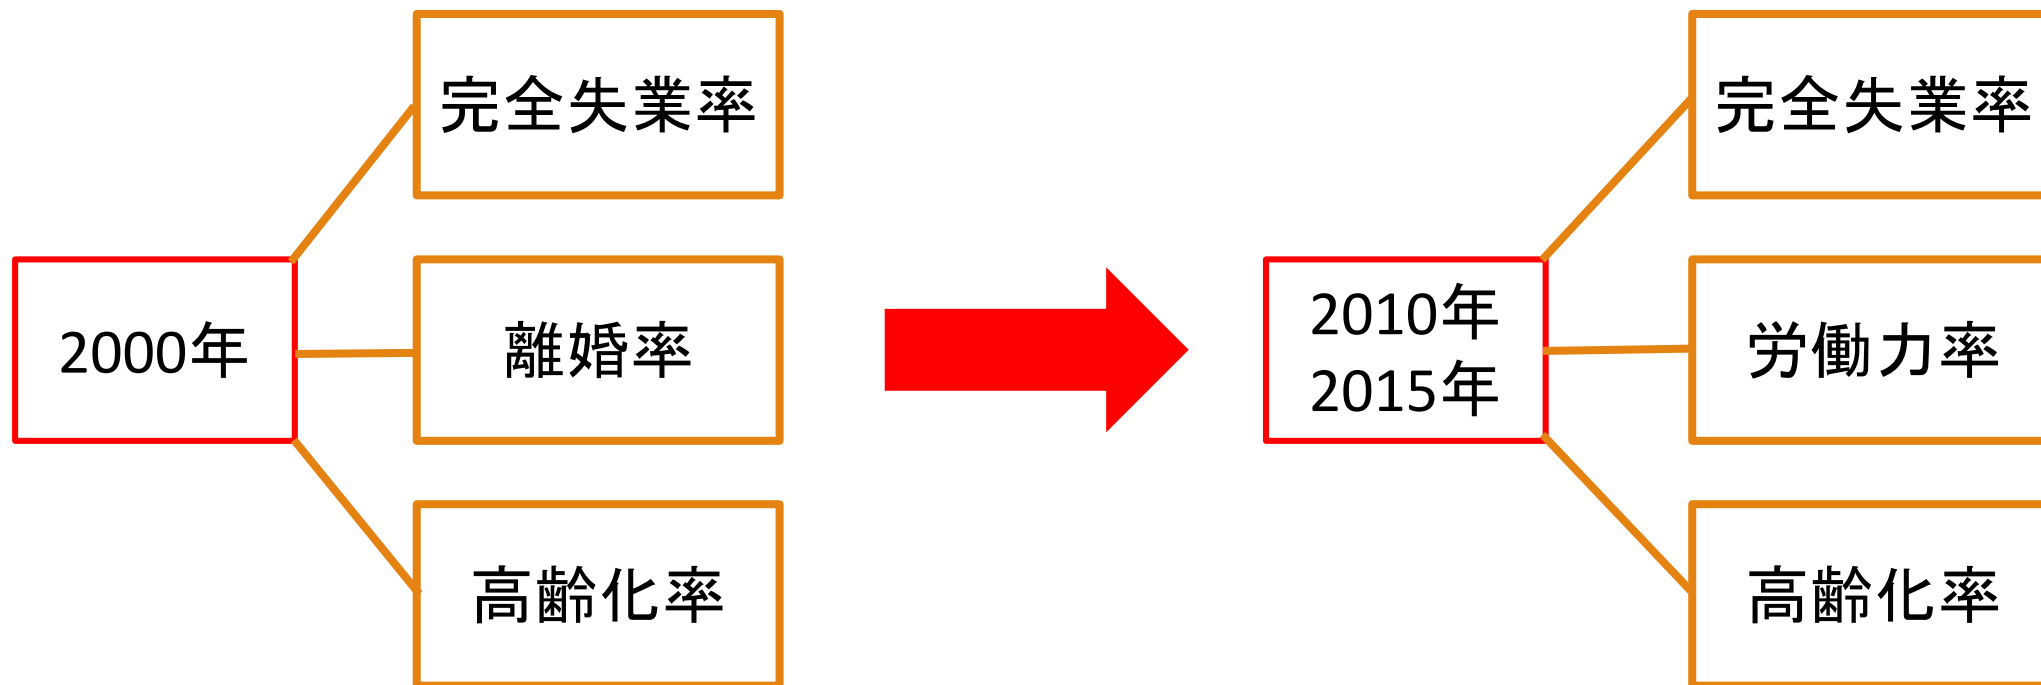 完全失業率
2000年
離婚率
高齢化率
完全失業率
2010年
2015年
労働力率
高齢化率